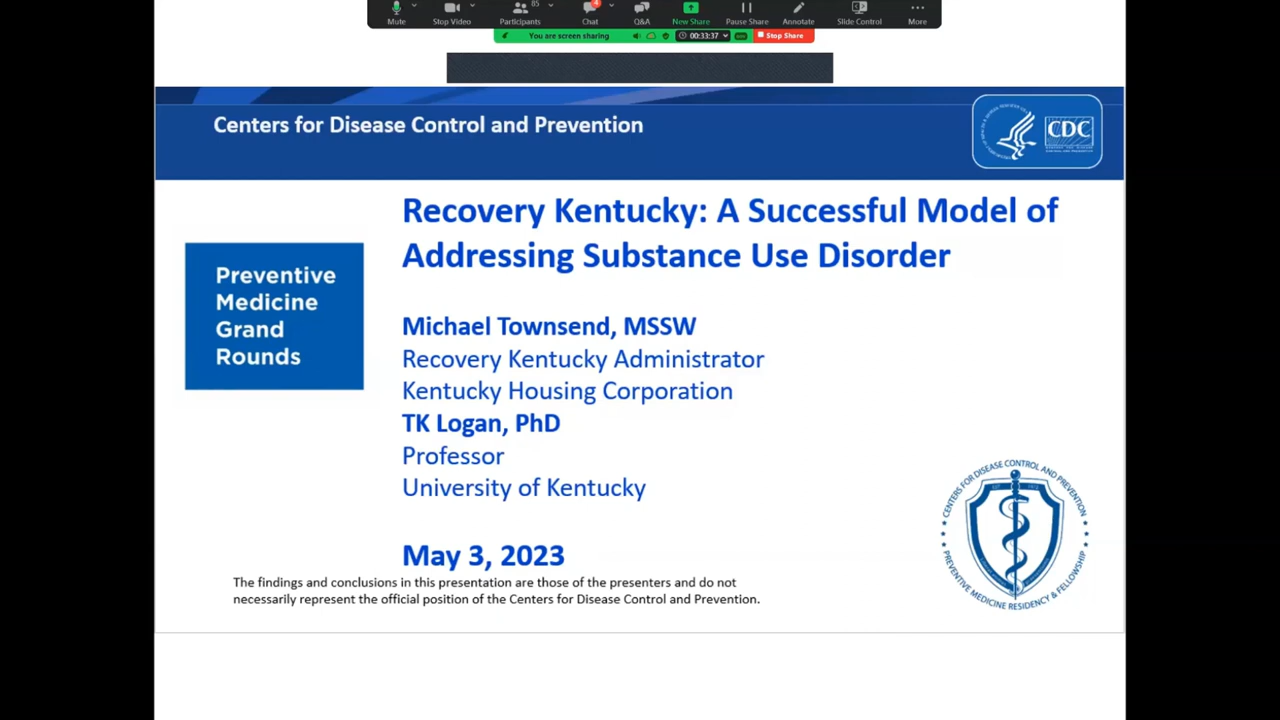 Mute
Stop Video
85
Participants
4
Chat
Q&A
New Share
Pause Share
Annotate
Slide Control
More
You are screen sharing
00:33:37
Stop Share
Centers for Disease Control and Prevention
CDC
Recovery Kentucky: A Successful Model of
Addressing Substance Use Disorder
Preventive
Medicine
Grand
Rounds
Michael Townsend, MSSW
Recovery Kentucky Administrator
Kentucky Housing Corporation
TK Logan, PhD
Professor
University of Kentucky
May 3, 2023
The findings and conclusions in this presentation are those of the presenters and do not
necessarily represent the official position of the Centers for Disease Control and Prevention.
CENTERS FOR DISEASE CONTROL AND PREVENTION
PREVENTIVE MEDICINE RESIDENCY & FELLOWSHIP